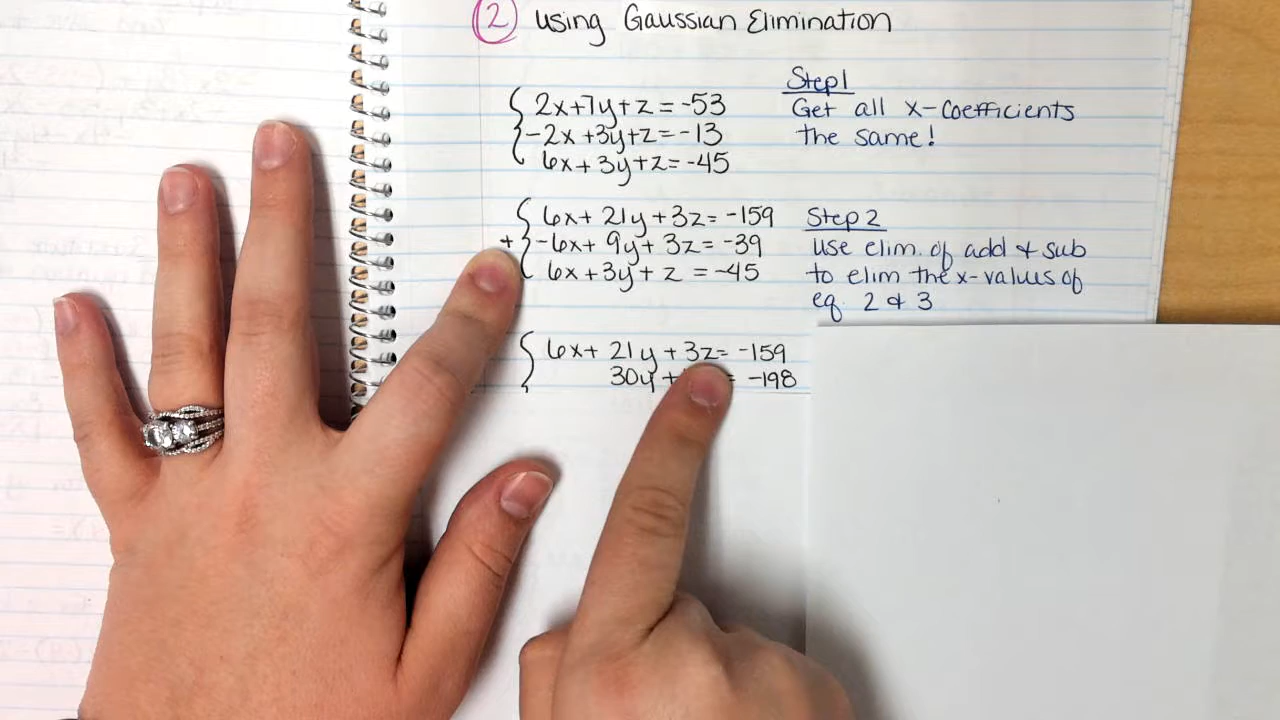 2 using Gaussian Elimination
Step 1
2x+7y+z=-53
Get all x-coefficients
-2x+3y+z=-13
the same!
6x+3y+z=-45
6x+21y+3z=-159
Step 2
+ -6x+9y+3z=-39
use elim. of add & sub
6x+3y+z=-45
to elim the x-values of
eq. 2 & 3
6x+21y+3z=-159
30y + = -198